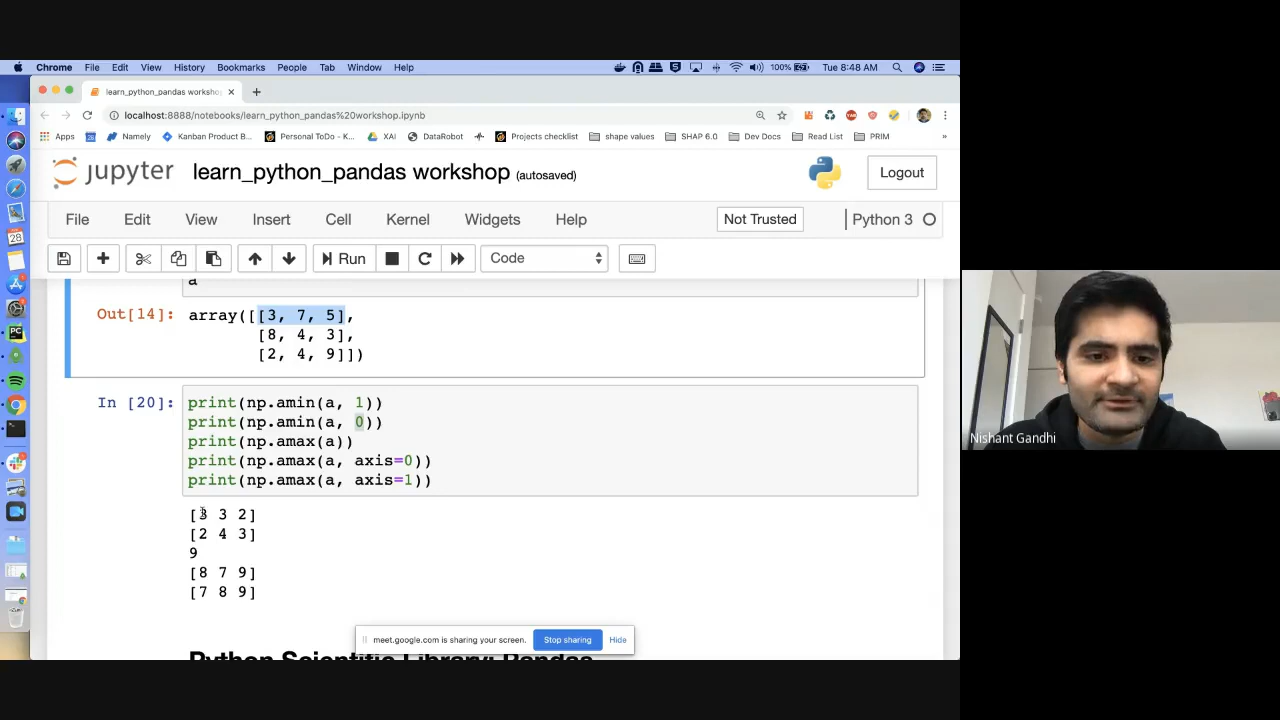 Chrome File Edit View History Bookmarks People Tab Window Help 100% Tue 8:48 AM
learn_python_pandas worksho
localhost:8888/notebooks/learn_python_pandas%20workshop.ipynb
Apps Namely Kanban Product B... Personal ToDo - K... XAI DataRobot Projects checklist shape values SHAP 6.0 Dev Docs Read List PRIM »
jupyter learn_python_pandas workshop (autosaved) Logout
File Edit View Insert Cell Kernel Widgets Help Not Trusted Python 3
Run Code
a
Out[14]: array([[3, 7, 5],
[8, 4, 3],
[2, 4, 9]])
In [20]: print(np.amin(a, 1))
print(np.amin(a, 0))
print(np.amax(a))
print(np.amax(a, axis=0))
print(np.amax(a, axis=1))
[3 3 2]
[2 4 3]
9
[8 7 9]
[7 8 9]
meet.google.com is sharing your screen. Stop sharing Hide
Python Scientific Library: Pandas
Nishant Gandhi